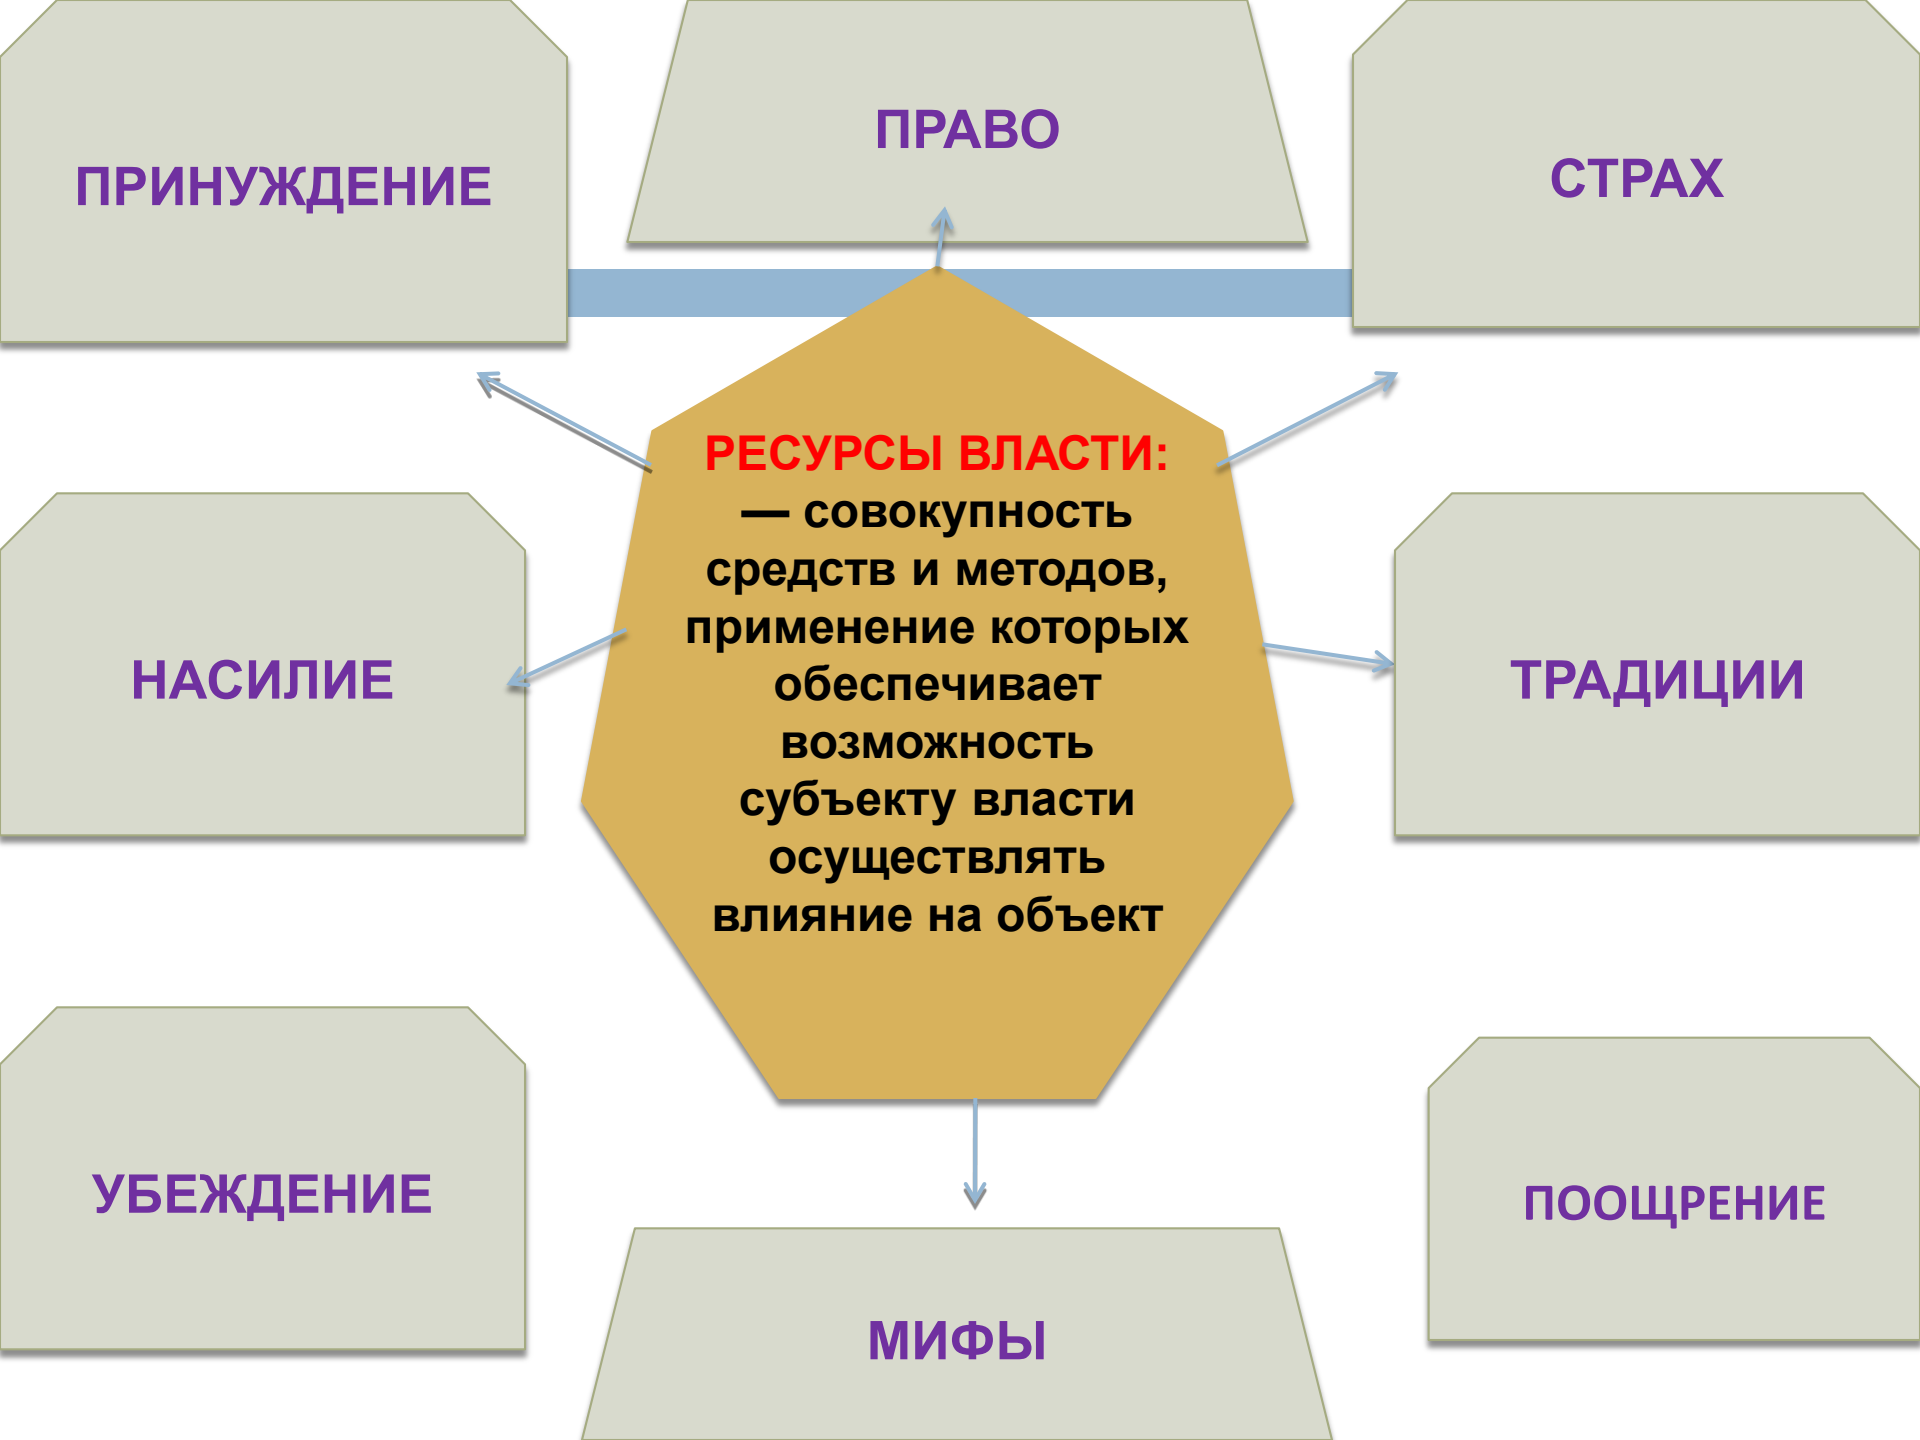 ПРИНУЖДЕНИЕ
ПРАВО
СТРАХ
РЕСУРСЫ ВЛАСТИ:
— совокупность
средств и методов,
применение которых
обеспечивает
возможность
субъекту власти
осуществлять
влияние на объект
НАСИЛИЕ
ТРАДИЦИИ
УБЕЖДЕНИЕ
ПООЩРЕНИЕ
МИФЫ